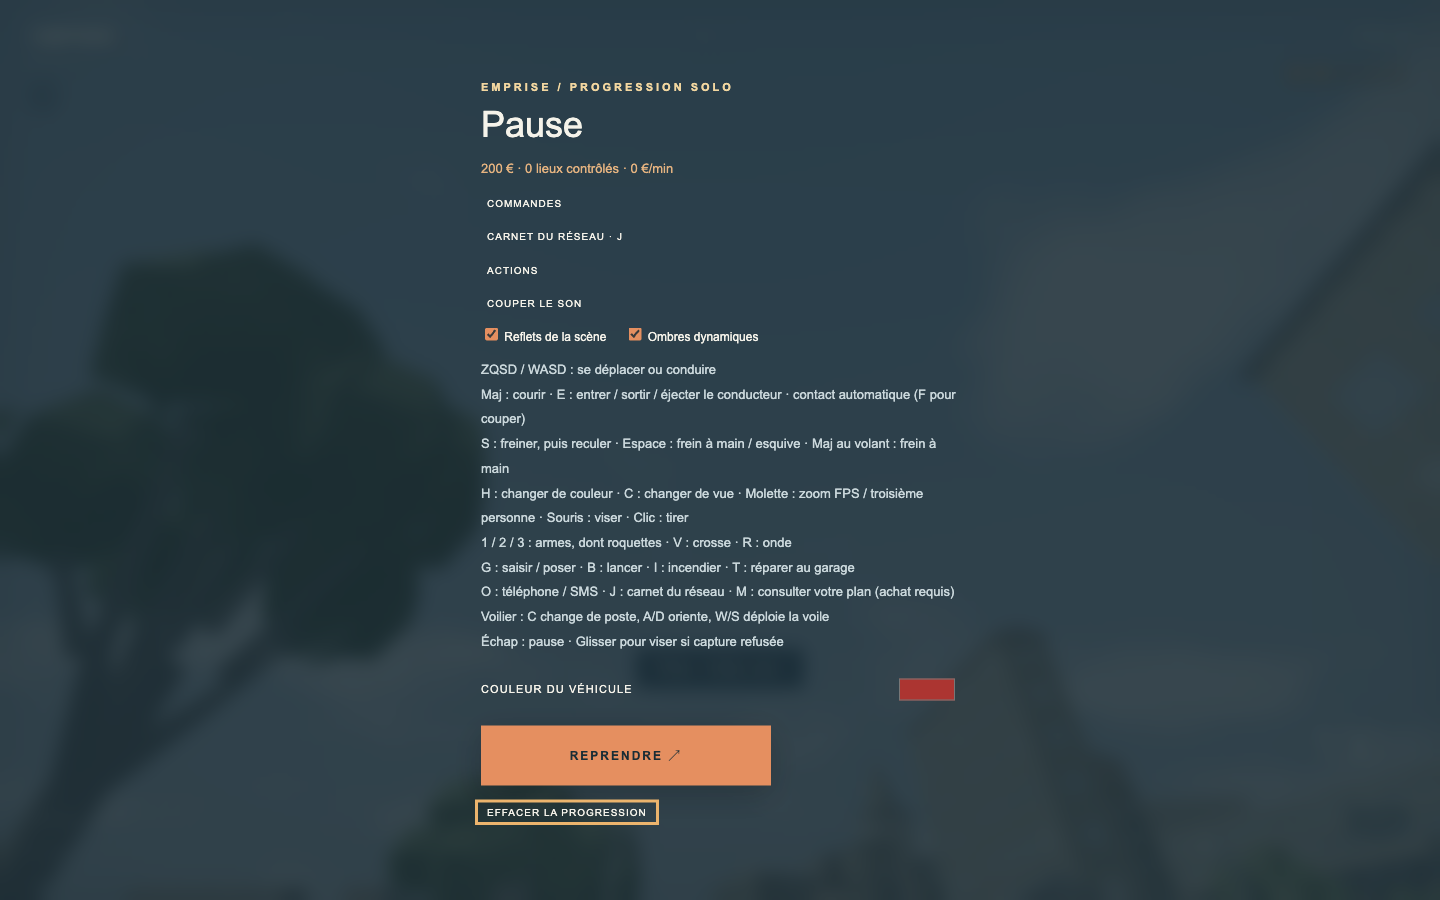 EMPRISE / PROGRESSION SOLO
Pause
200 € · 0 lieux contrôlés · 0 €/min
COMMANDES
CARNET DU RÉSEAU · J
ACTIONS
COUPER LE SON
Reflets de la scène Ombres dynamiques
ZQSD / WASD : se déplacer ou conduire
Maj : courir · E : entrer / sortir / éjecter le conducteur · contact automatique (F pour
couper)
S : freiner, puis reculer · Espace : frein à main / esquive · Maj au volant : frein à
main
H : changer de couleur · C : changer de vue · Molette : zoom FPS / troisième
personne · Souris : viser · Clic : tirer
1 / 2 / 3 : armes, dont roquettes · V : crosse · R : onde
G : saisir / poser · B : lancer · I : incendier · T : réparer au garage
O : téléphone / SMS · J : carnet du réseau · M : consulter votre plan (achat requis)
Voilier : C change de poste, A/D oriente, W/S déploie la voile
Échap : pause · Glisser pour viser si capture refusée
COULEUR DU VÉHICULE
REPRENDRE ↗
EFFACER LA PROGRESSION